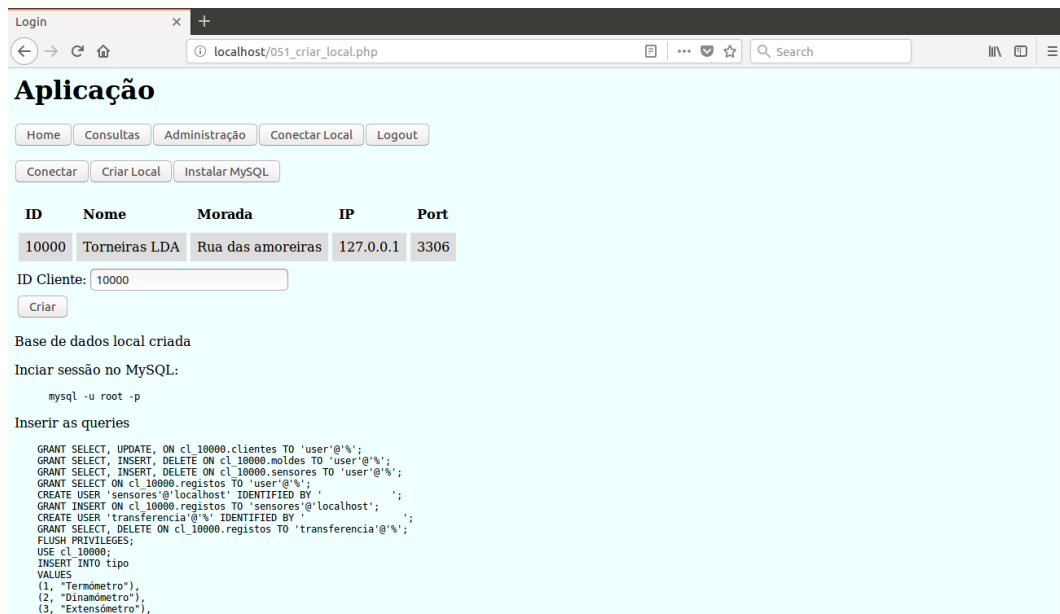 Login × +
localhost/051_criar_local.php Search
Aplicação
Home Consultas Administração Conectar Local Logout
Conectar Criar Local Instalar MySQL
ID Nome Morada IP Port
10000 Torneiras LDA Rua das amoreiras 127.0.0.1 3306
ID Cliente: 10000
Criar
Base de dados local criada
Inciar sessão no MySQL:
mysql -u root -p
Inserir as queries
GRANT SELECT, UPDATE, ON cl_10000.clientes TO 'user'@'%';
GRANT SELECT, INSERT, DELETE ON cl_10000.moldes TO 'user'@'%';
GRANT SELECT, INSERT, DELETE ON cl_10000.sensores TO 'user'@'%';
GRANT SELECT ON cl_10000.registos TO 'user'@'%';
CREATE USER 'sensores'@'localhost' IDENTIFIED BY ' ';
GRANT INSERT ON cl_10000.registos TO 'sensores'@'localhost';
CREATE USER 'transferencia'@'%' IDENTIFIED BY ' ';
GRANT SELECT, DELETE ON cl_10000.registos TO 'transferencia'@'%';
FLUSH PRIVILEGES;
USE cl_10000;
INSERT INTO tipo
VALUES
(1, "Termómetro"),
(2, "Dinamómetro"),
(3, "Extensómetro"),